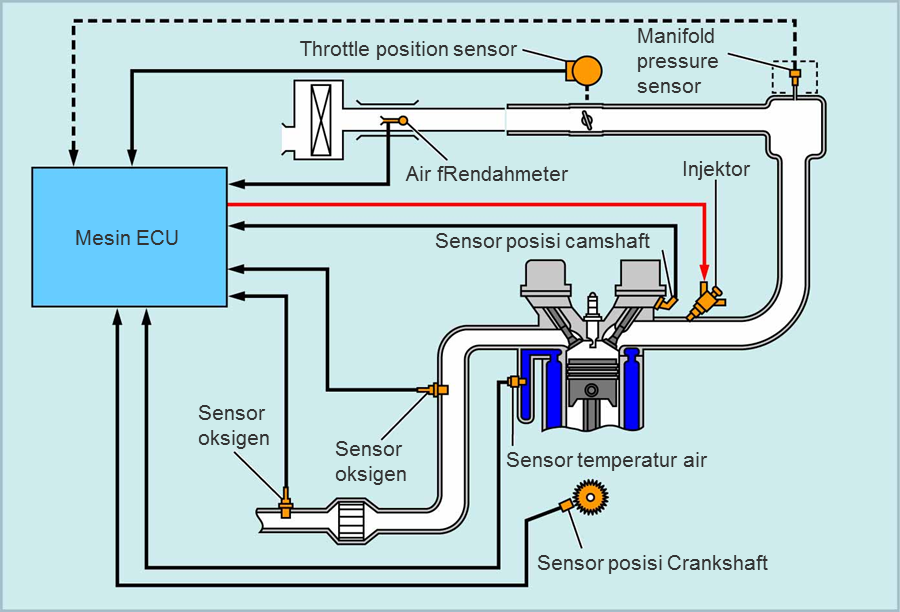 Throttle position sensor
Manifold
pressure
sensor
Air fRendahmeter
Injektor
Mesin ECU
Sensor posisi camshaft
Sensor
oksigen
Sensor
oksigen
Sensor temperatur air
Sensor posisi Crankshaft